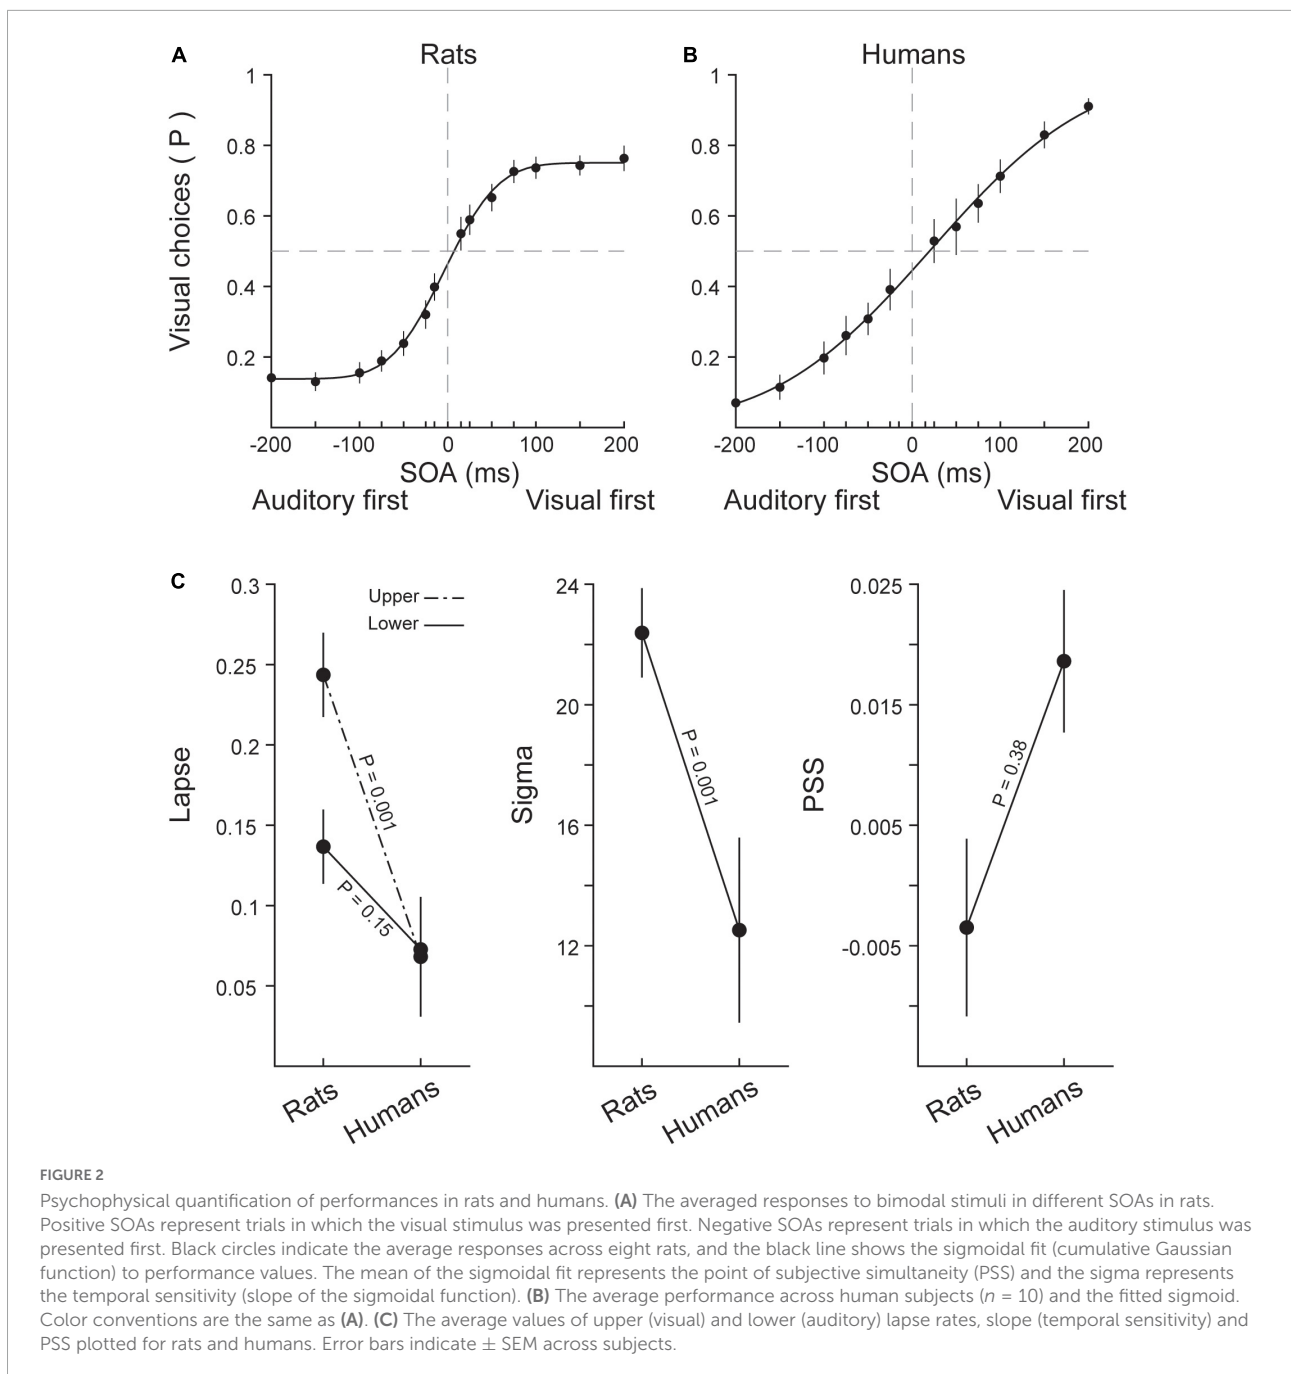 A
Rats
1
0.8
0.6
0.4
0.2
Visual choices ( P )
-200 -100 0 100 200
SOA (ms)
Auditory first Visual first
B
Humans
1
0.8
0.6
0.4
0.2
-200 -100 0 100 200
SOA (ms)
Auditory first Visual first
C
0.3
0.25
0.2
0.15
0.1
0.05
Lapse
Upper
Lower
P = 0.001
P = 0.15
Rats Humans
24
20
16
12
Sigma
P = 0.001
Rats Humans
0.025
0.015
0.005
-0.005
PSS
P = 0.38
Rats Humans
FIGURE 2
Psychophysical quantification of performances in rats and humans. (A) The averaged responses to bimodal stimuli in different SOAs in rats.
Positive SOAs represent trials in which the visual stimulus was presented first. Negative SOAs represent trials in which the auditory stimulus was
presented first. Black circles indicate the average responses across eight rats, and the black line shows the sigmoidal fit (cumulative Gaussian
function) to performance values. The mean of the sigmoidal fit represents the point of subjective simultaneity (PSS) and the sigma represents
the temporal sensitivity (slope of the sigmoidal function). (B) The average performance across human subjects (n = 10) and the fitted sigmoid.
Color conventions are the same as (A). (C) The average values of upper (visual) and lower (auditory) lapse rates, slope (temporal sensitivity) and
PSS plotted for rats and humans. Error bars indicate ± SEM across subjects.